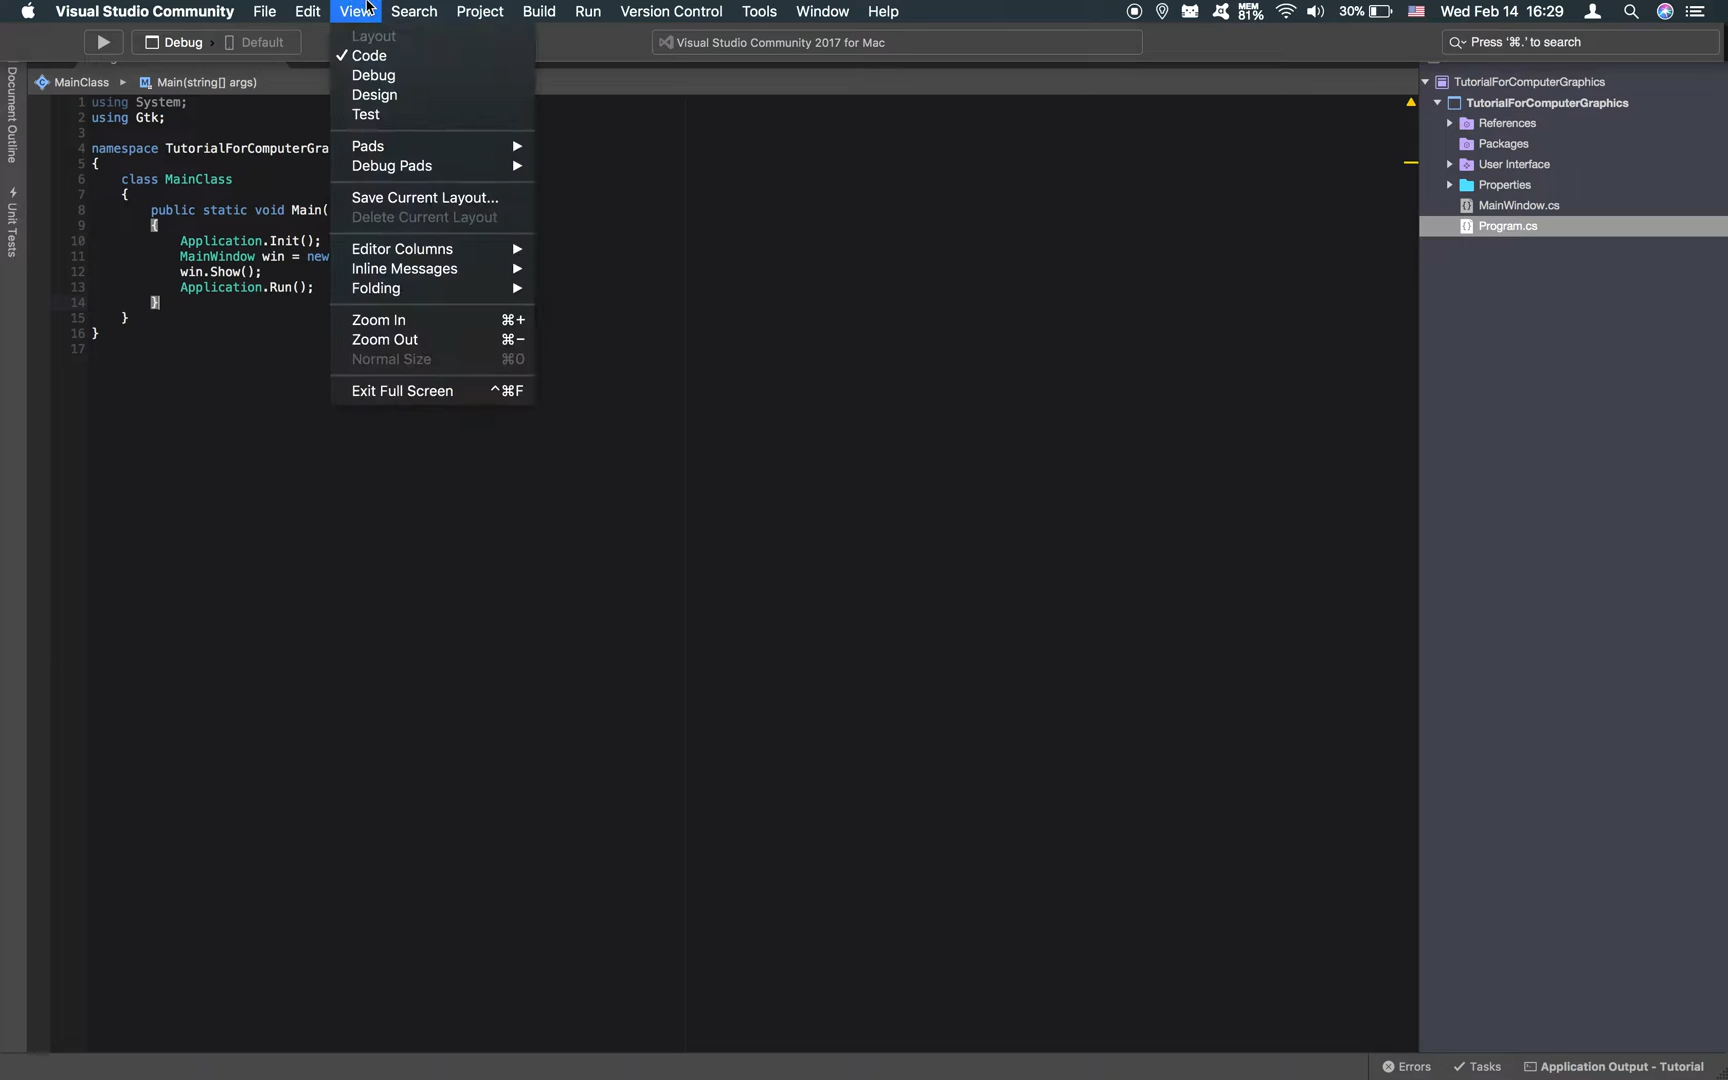 Visual Studio Community File Edit View Search Project Build Run Version Control Tools Window Help MEM 81% 30% Wed Feb 14 16:29
Debug › Default Visual Studio Community 2017 for Mac Press '⌘.' to search
MainClass ▸ Main(string[] args)
1 using System;
2 using Gtk;
3
4 namespace TutorialForComputerGra
5 {
6 class MainClass
7 {
8 public static void Main(
9 {
10 Application.Init();
11 MainWindow win = new
12 win.Show();
13 Application.Run();
14 }
15 }
16 }
17
Layout
✓ Code
Debug
Design
Test
Pads ▶
Debug Pads ▶
Save Current Layout...
Delete Current Layout
Editor Columns ▶
Inline Messages ▶
Folding ▶
Zoom In ⌘+
Zoom Out ⌘−
Normal Size ⌘0
Exit Full Screen ^⌘F
Document Outline
Unit Tests
TutorialForComputerGraphics
TutorialForComputerGraphics
References
Packages
User Interface
Properties
MainWindow.cs
Program.cs
Errors Tasks Application Output - Tutorial